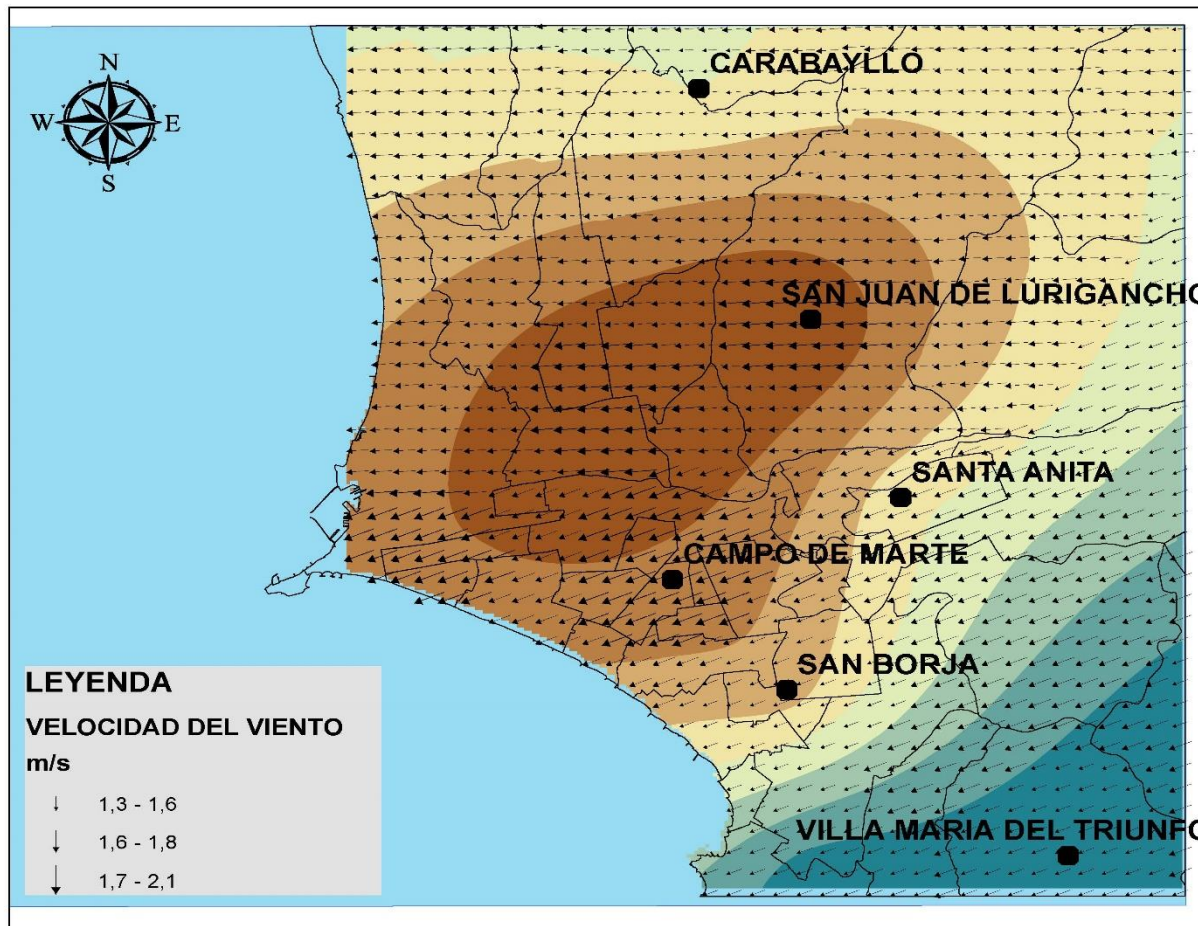 N
W E
S
CARABAYLLO
SAN JUAN DE LURIGANCHO
SANTA ANITA
CAMPO DE MARTE
SAN BORJA
VILLA MARIA DEL TRIUNFO
LEYENDA
VELOCIDAD DEL VIENTO
m/s
1,3 - 1,6
1,6 - 1,8
1,7 - 2,1